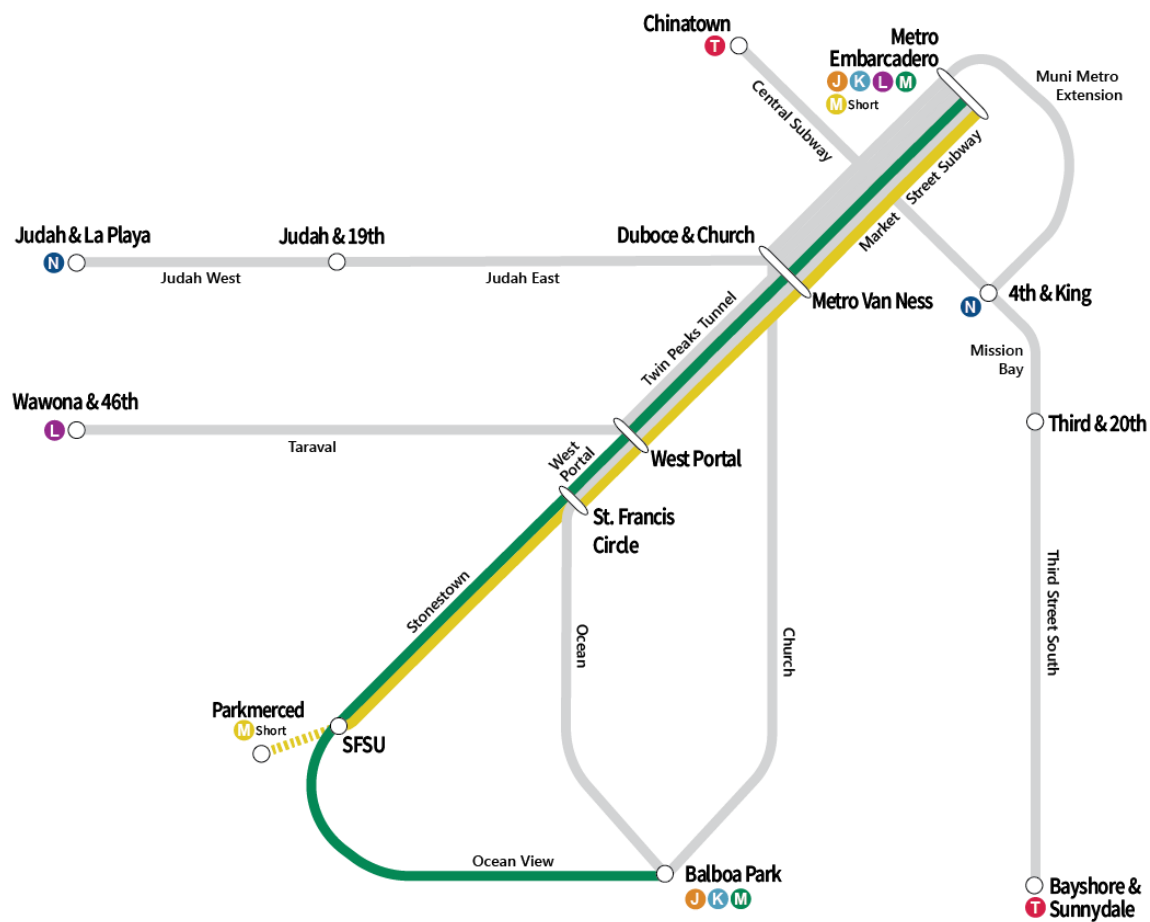 Chinatown
T
Metro
Embarcadero
J K L M
M Short
Muni Metro
Extension
Central Subway
Market Street Subway
Judah & La Playa
N
Judah & 19th
Duboce & Church
Judah West
Judah East
Metro Van Ness
4th & King
N
Twin Peaks Tunnel
Mission
Bay
Wawona & 46th
L
Taraval
Third & 20th
West
Portal
West Portal
St. Francis
Circle
Stonestown
Ocean
Church
Third Street South
Parkmerced
M Short
SFSU
Ocean View
Balboa Park
J K M
Bayshore &
T Sunnydale